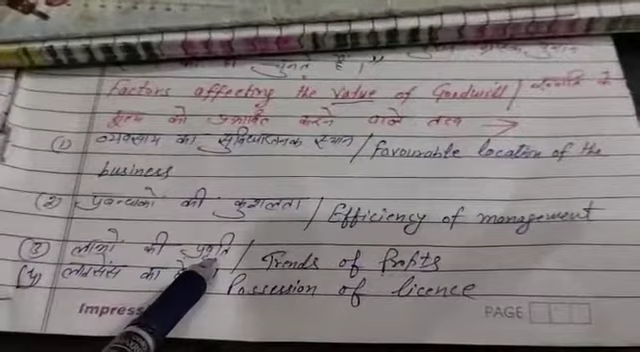 है ।"
Factors affecting the value of Goodwill /
मूल्य को प्रभावित करने वाले तत्व →
(1) व्यवसाय का सुविधाजनक स्थान / favourable location of the
business
(2) प्रबन्धको की कुशलता / Efficiency of management
(3) लाभो की प्रवृति / Trends of Profits
(4) लाइसेंस का Possession of licence
Impress
PAGE